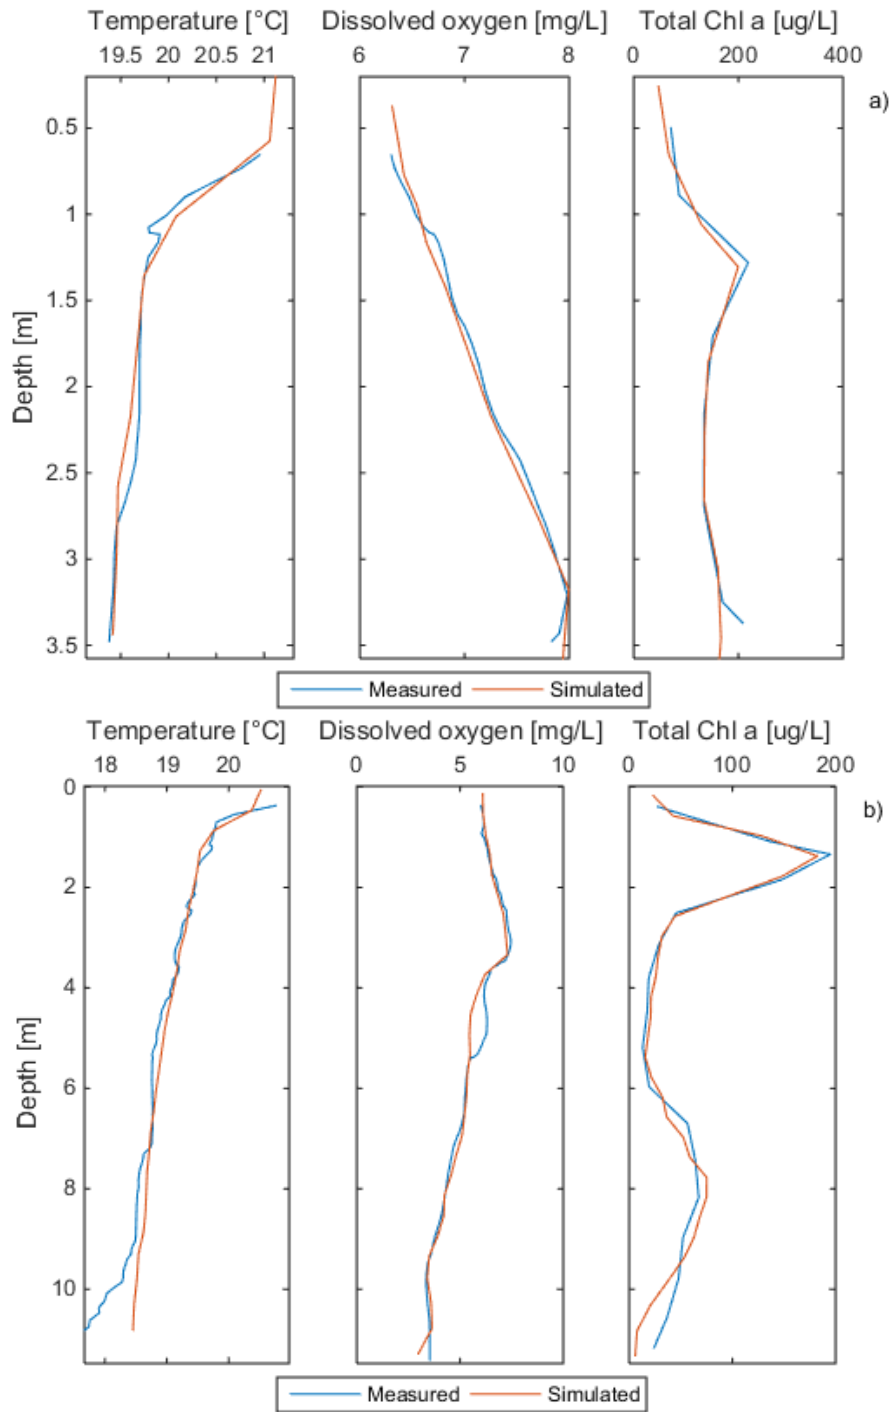 Temperature [°C] Dissolved oxygen [mg/L] Total Chl a [ug/L]
19.5 20 20.5 21 6 7 8 0 200 400
a)
0.5
1
1.5
2
2.5
3
3.5
Depth [m]
Measured Simulated
Temperature [°C] Dissolved oxygen [mg/L] Total Chl a [ug/L]
18 19 20 0 5 10 0 100 200
0
b)
2
4
6
8
10
Depth [m]
Measured Simulated